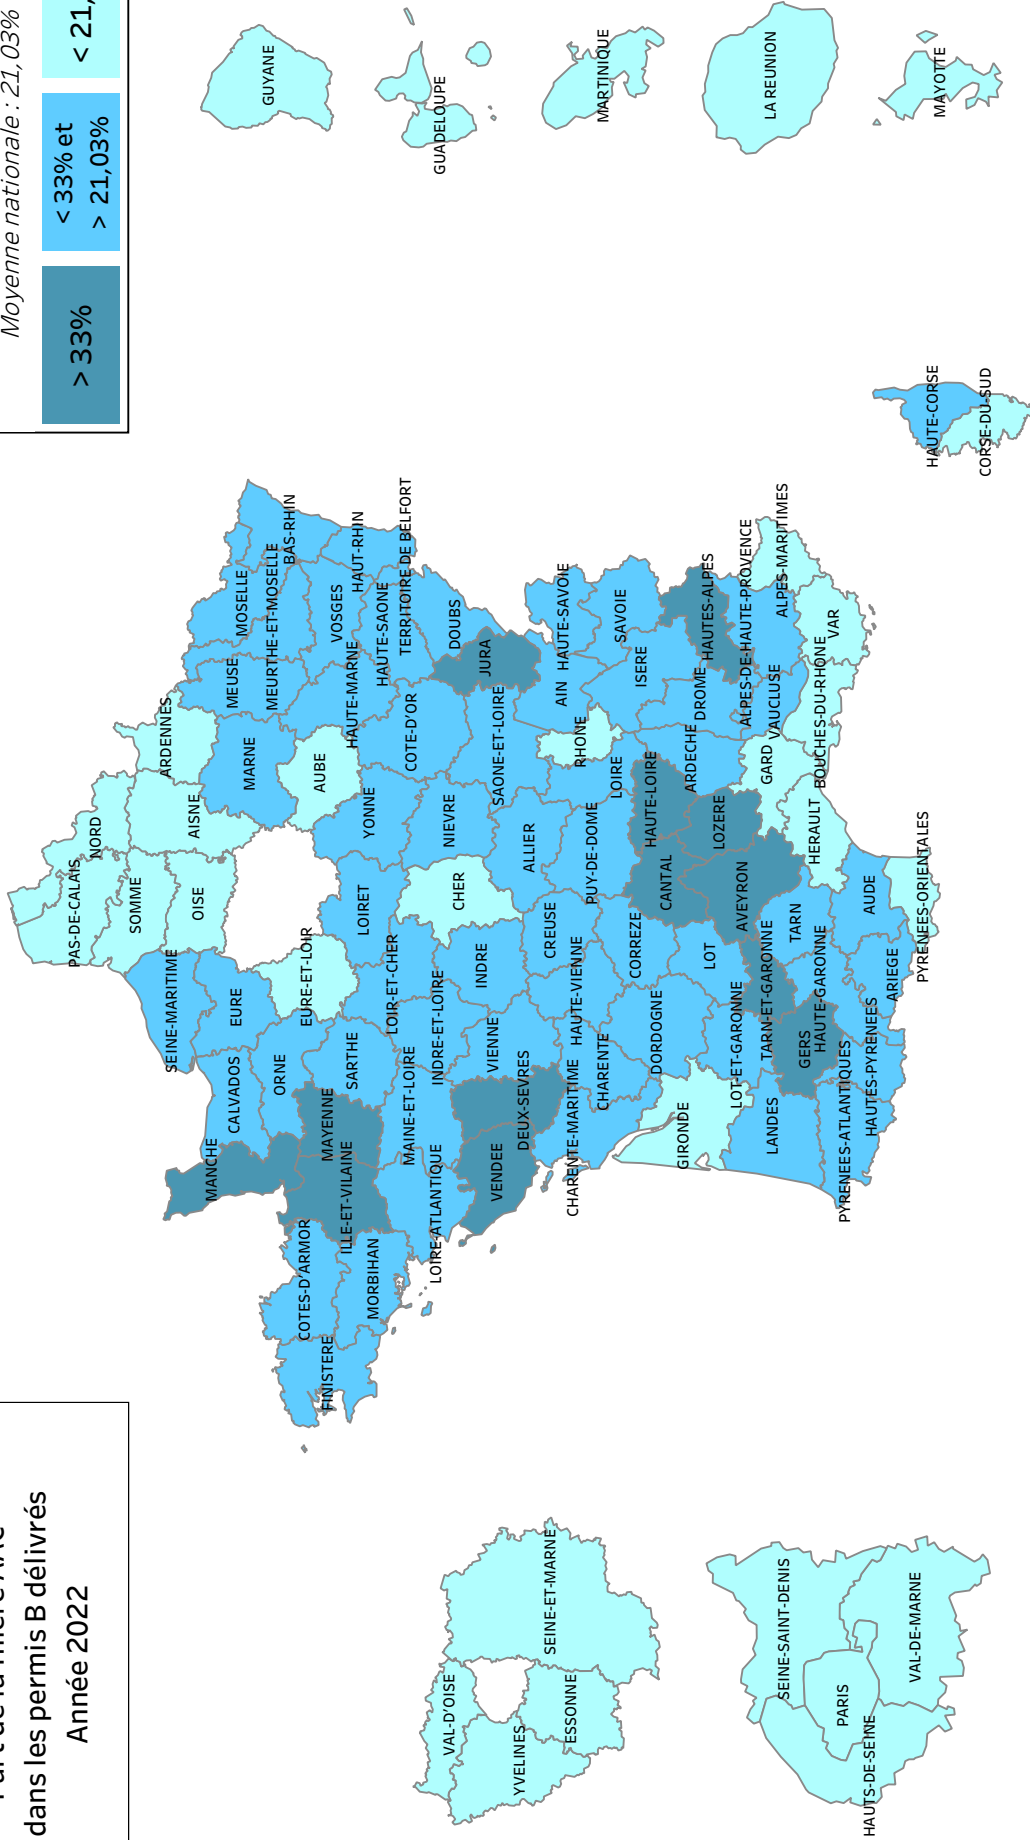 dans les permis B délivrés
Année 2022
Moyenne nationale : 21,03%
> 33%
< 33% et
> 21,03%
< 21,
PAS-DE-CALAIS
NORD
SOMME
OISE
AISNE
ARDENNES
SEINE-MARITIME
EURE
CALVADOS
MANCHE
ORNE
EURE-ET-LOIR
MARNE
MEUSE
MOSELLE
MEURTHE-ET-MOSELLE
BAS-RHIN
AUBE
HAUTE-MARNE
VOSGES
HAUT-RHIN
FINISTERE
COTES-D'ARMOR
MORBIHAN
ILLE-ET-VILAINE
MAYENNE
SARTHE
LOIRET
YONNE
COTE-D'OR
HAUTE-SAONE
TERRITOIRE DE BELFORT
LOIR-ET-CHER
LOIRE-ATLANTIQUE
MAINE-ET-LOIRE
INDRE-ET-LOIRE
CHER
NIEVRE
DOUBS
JURA
VENDEE
DEUX-SEVRES
VIENNE
INDRE
SAONE-ET-LOIRE
ALLIER
CREUSE
HAUTE-VIENNE
CHARENTE-MARITIME
CHARENTE
PUY-DE-DOME
LOIRE
RHONE
AIN
HAUTE-SAVOIE
SAVOIE
ISERE
CORREZE
DORDOGNE
GIRONDE
CANTAL
HAUTE-LOIRE
ARDECHE
DROME
HAUTES-ALPES
LOT
LOT-ET-GARONNE
AVEYRON
LOZERE
GARD
VAUCLUSE
ALPES-DE-HAUTE-PROVENCE
ALPES-MARITIMES
LANDES
GERS
TARN-ET-GARONNE
TARN
HAUTE-GARONNE
HERAULT
BOUCHES-DU-RHONE
VAR
PYRENEES-ATLANTIQUES
HAUTES-PYRENEES
ARIEGE
AUDE
PYRENEES-ORIENTALES
HAUTE-CORSE
CORSE-DU-SUD
GUYANE
GUADELOUPE
MARTINIQUE
LA REUNION
MAYOTTE
VAL-D'OISE
YVELINES
ESSONNE
SEINE-ET-MARNE
SEINE-SAINT-DENIS
PARIS
HAUTS-DE-SEINE
VAL-DE-MARNE